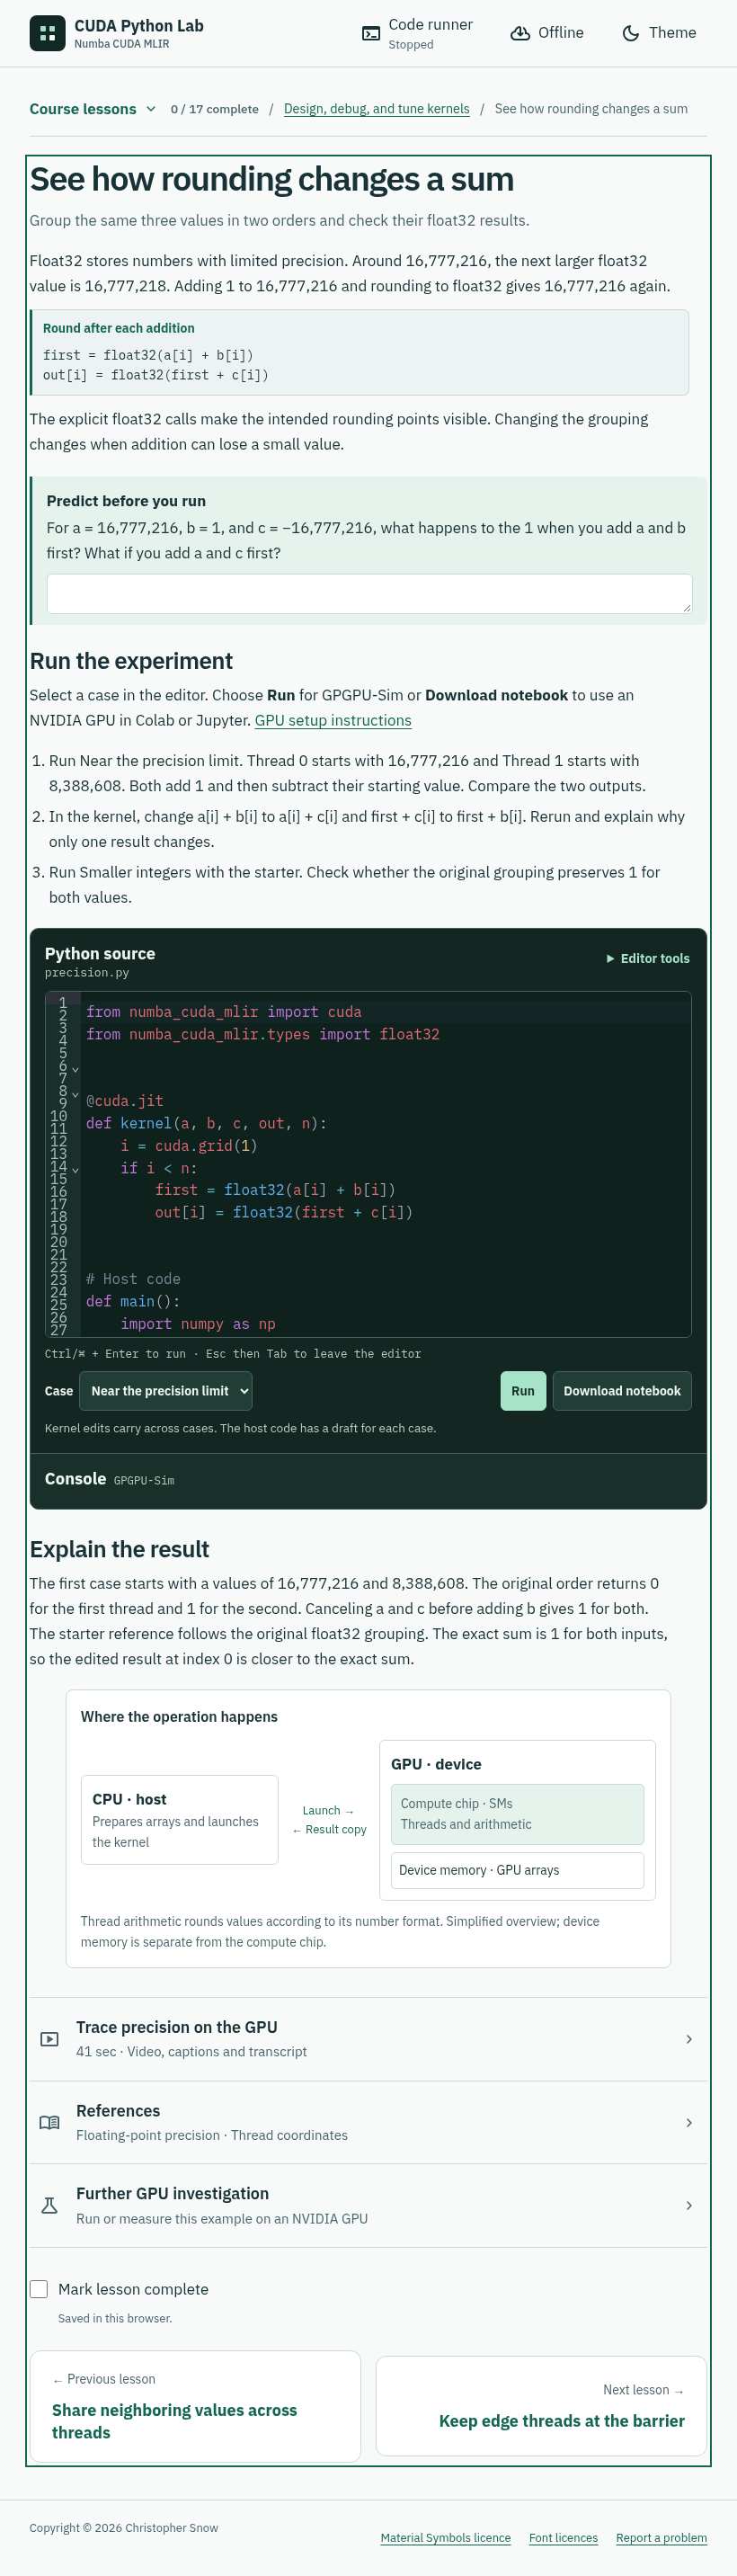 CUDA Python Lab
Numba CUDA MLIR
Code runner
Stopped
Offline
Theme
Course lessons
0 / 17 complete / Design, debug, and tune kernels / See how rounding changes a sum
See how rounding changes a sum
Group the same three values in two orders and check their float32 results.
Float32 stores numbers with limited precision. Around 16,777,216, the next larger float32
value is 16,777,218. Adding 1 to 16,777,216 and rounding to float32 gives 16,777,216 again.
Round after each addition
first = float32(a[i] + b[i])
out[i] = float32(first + c[i])
The explicit float32 calls make the intended rounding points visible. Changing the grouping
changes when addition can lose a small value.
Predict before you run
For a = 16,777,216, b = 1, and c = −16,777,216, what happens to the 1 when you add a and b
first? What if you add a and c first?
Run the experiment
Select a case in the editor. Choose Run for GPGPU-Sim or Download notebook to use an
NVIDIA GPU in Colab or Jupyter. GPU setup instructions
1. Run Near the precision limit. Thread 0 starts with 16,777,216 and Thread 1 starts with
8,388,608. Both add 1 and then subtract their starting value. Compare the two outputs.
2. In the kernel, change a[i] + b[i] to a[i] + c[i] and first + c[i] to first + b[i]. Rerun and explain why
only one result changes.
3. Run Smaller integers with the starter. Check whether the original grouping preserves 1 for
both values.
Python source
precision.py
▶ Editor tools
1
2
3
4
5
6
7
8
9
10
11
12
13
14
15
16
17
18
19
20
21
22
23
24
25
26
27
from numba_cuda_mlir import cuda
from numba_cuda_mlir.types import float32
@cuda.jit
def kernel(a, b, c, out, n):
    i = cuda.grid(1)
    if i < n:
        first = float32(a[i] + b[i])
        out[i] = float32(first + c[i])
# Host code
def main():
    import numpy as np
Ctrl/⌘ + Enter to run · Esc then Tab to leave the editor
Case
Near the precision limit
Run
Download notebook
Kernel edits carry across cases. The host code has a draft for each case.
Console GPGPU-Sim
Explain the result
The first case starts with a values of 16,777,216 and 8,388,608. The original order returns 0
for the first thread and 1 for the second. Canceling a and c before adding b gives 1 for both.
The starter reference follows the original float32 grouping. The exact sum is 1 for both inputs,
so the edited result at index 0 is closer to the exact sum.
Where the operation happens
CPU · host
Prepares arrays and launches
the kernel
Launch →
← Result copy
GPU · device
Compute chip · SMs
Threads and arithmetic
Device memory · GPU arrays
Thread arithmetic rounds values according to its number format. Simplified overview; device
memory is separate from the compute chip.
Trace precision on the GPU
41 sec · Video, captions and transcript
References
Floating-point precision · Thread coordinates
Further GPU investigation
Run or measure this example on an NVIDIA GPU
Mark lesson complete
Saved in this browser.
← Previous lesson
Share neighboring values across
threads
Next lesson →
Keep edge threads at the barrier
Copyright © 2026 Christopher Snow
Material Symbols licence
Font licences
Report a problem